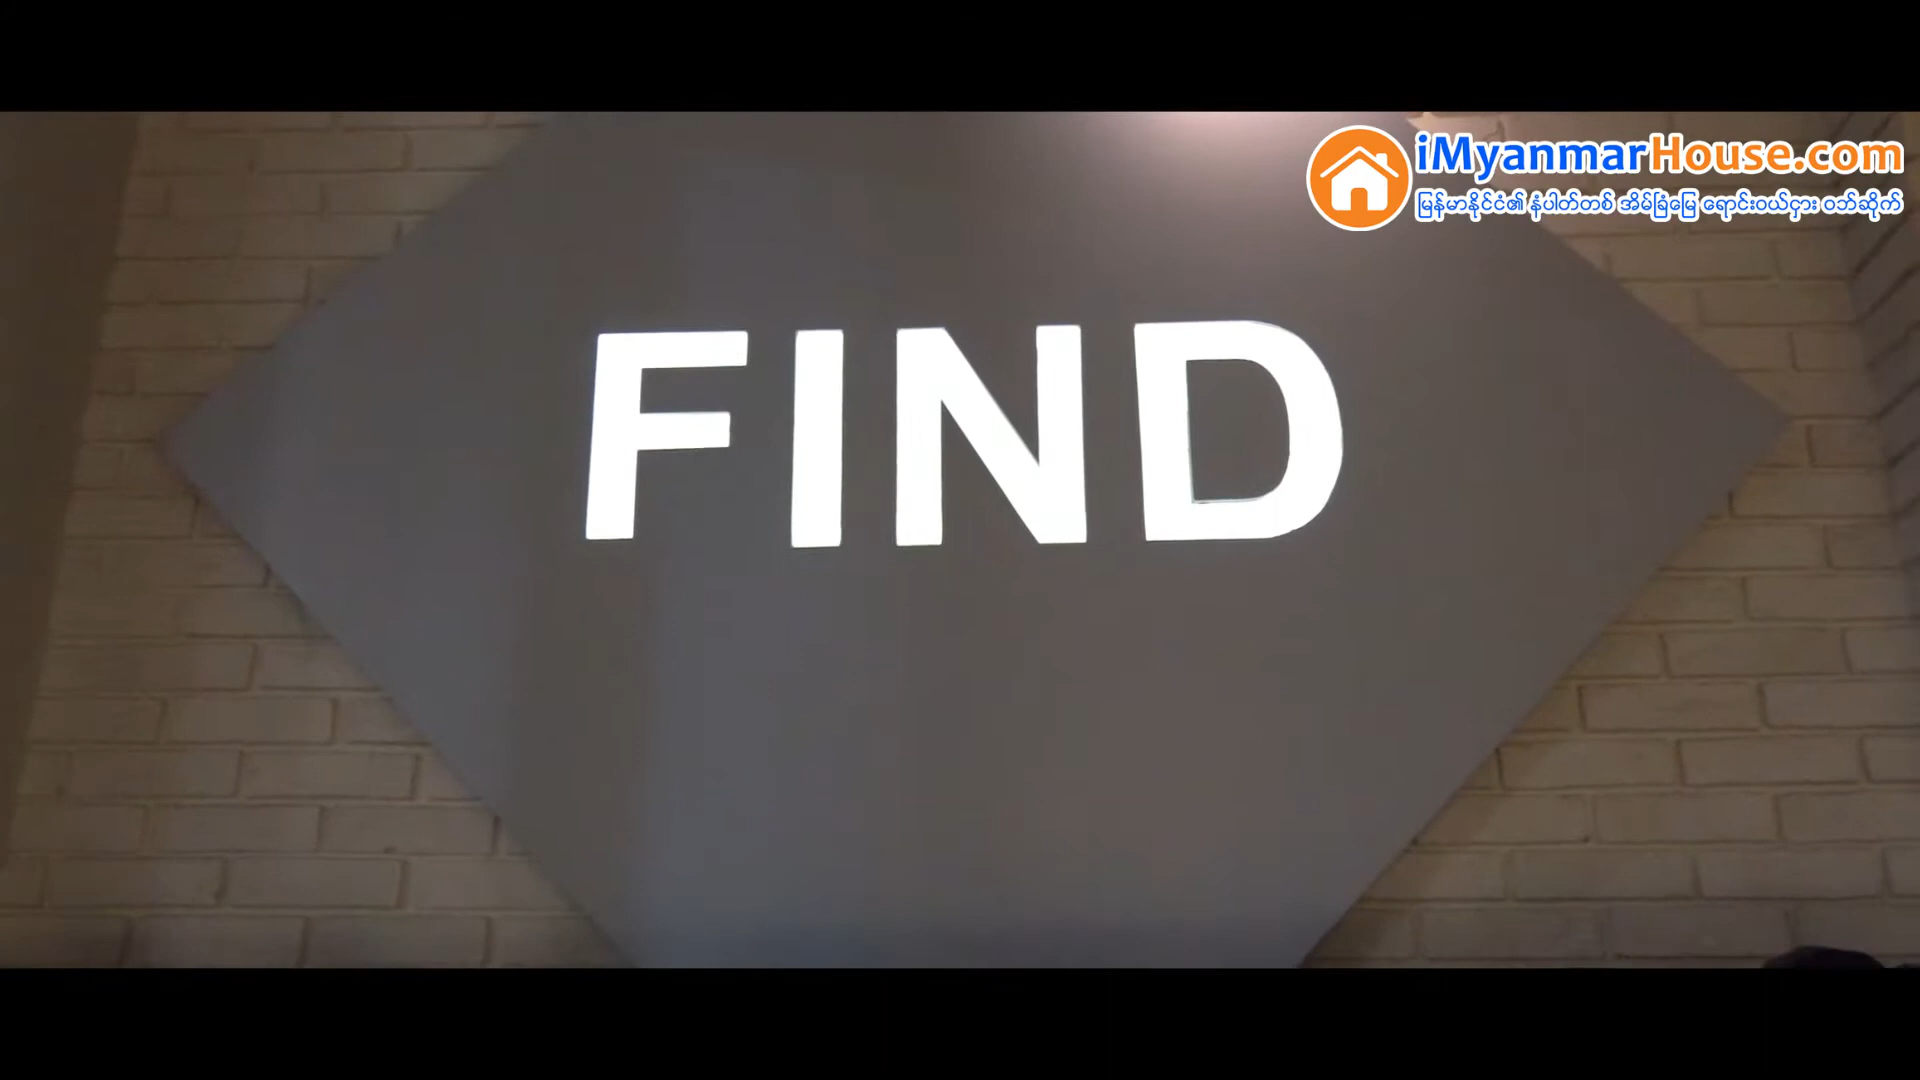 iMyanmarHouse.com
မြန်မာနိုင်ငံ၏ နံပါတ်တစ် အိမ်ခြံမြေ ရောင်းဝယ်ငှား ဝဘ်ဆိုက်
FIND